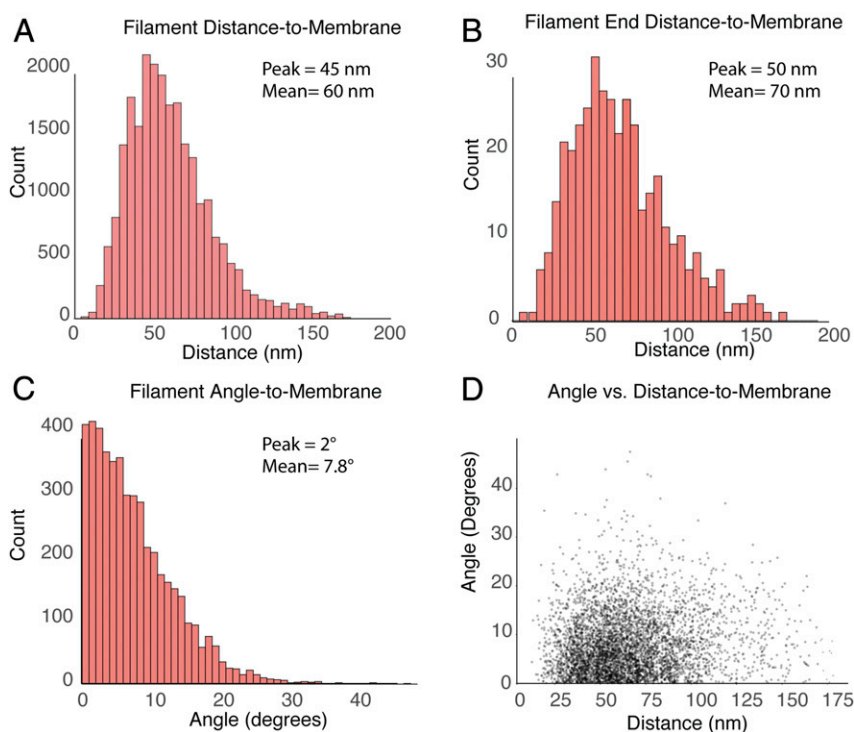 A
Filament Distance-to-Membrane
Peak = 45 nm
Mean= 60 nm
2000
1500
1000
500
0
Count
0 50 100 150 200
Distance (nm)
B
Filament End Distance-to-Membrane
Peak = 50 nm
Mean= 70 nm
30
20
10
0
Count
0 50 100 150 200
Distance (nm)
C
Filament Angle-to-Membrane
Peak = 2°
Mean= 7.8°
400
300
200
100
0
Count
0 10 20 30 40
Angle (degrees)
D
Angle vs. Distance-to-Membrane
40
30
20
10
0
Angle (Degrees)
0 25 50 75 100 125 150 175
Distance (nm)